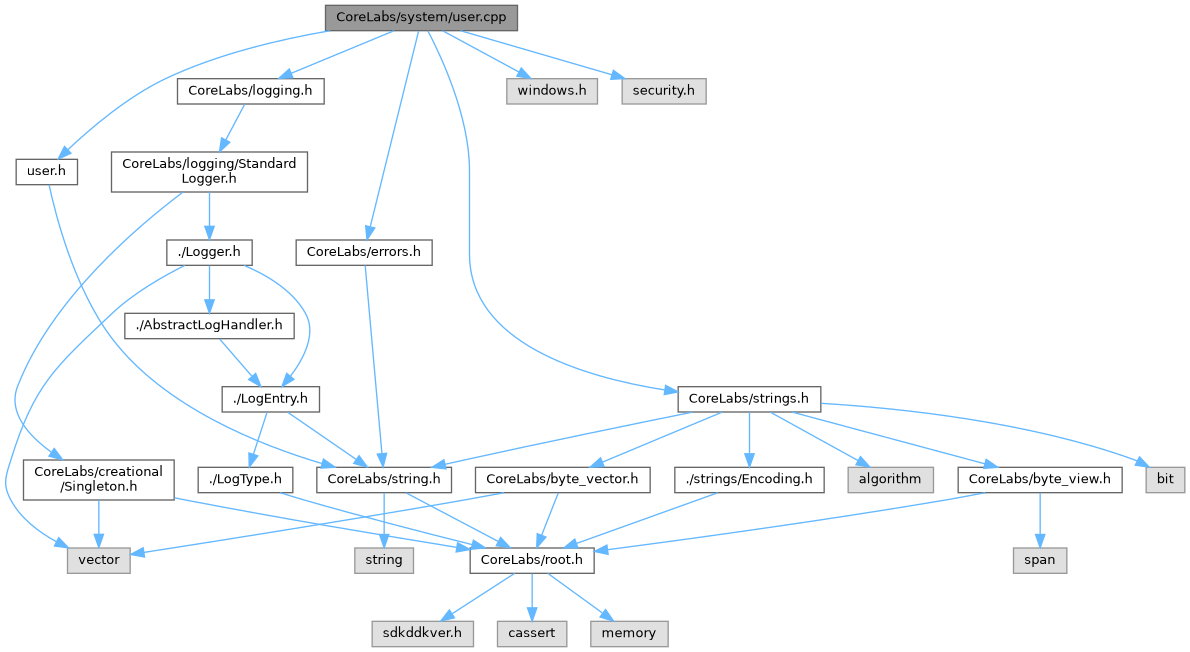 CoreLabs/system/user.cpp
CoreLabs/logging.h
windows.h
security.h
user.h
CoreLabs/logging/Standard
Logger.h
./Logger.h
CoreLabs/errors.h
./AbstractLogHandler.h
./LogEntry.h
CoreLabs/strings.h
CoreLabs/creational
/Singleton.h
./LogType.h
CoreLabs/string.h
CoreLabs/byte_vector.h
./strings/Encoding.h
algorithm
CoreLabs/byte_view.h
bit
vector
string
CoreLabs/root.h
span
sdkddkver.h
cassert
memory